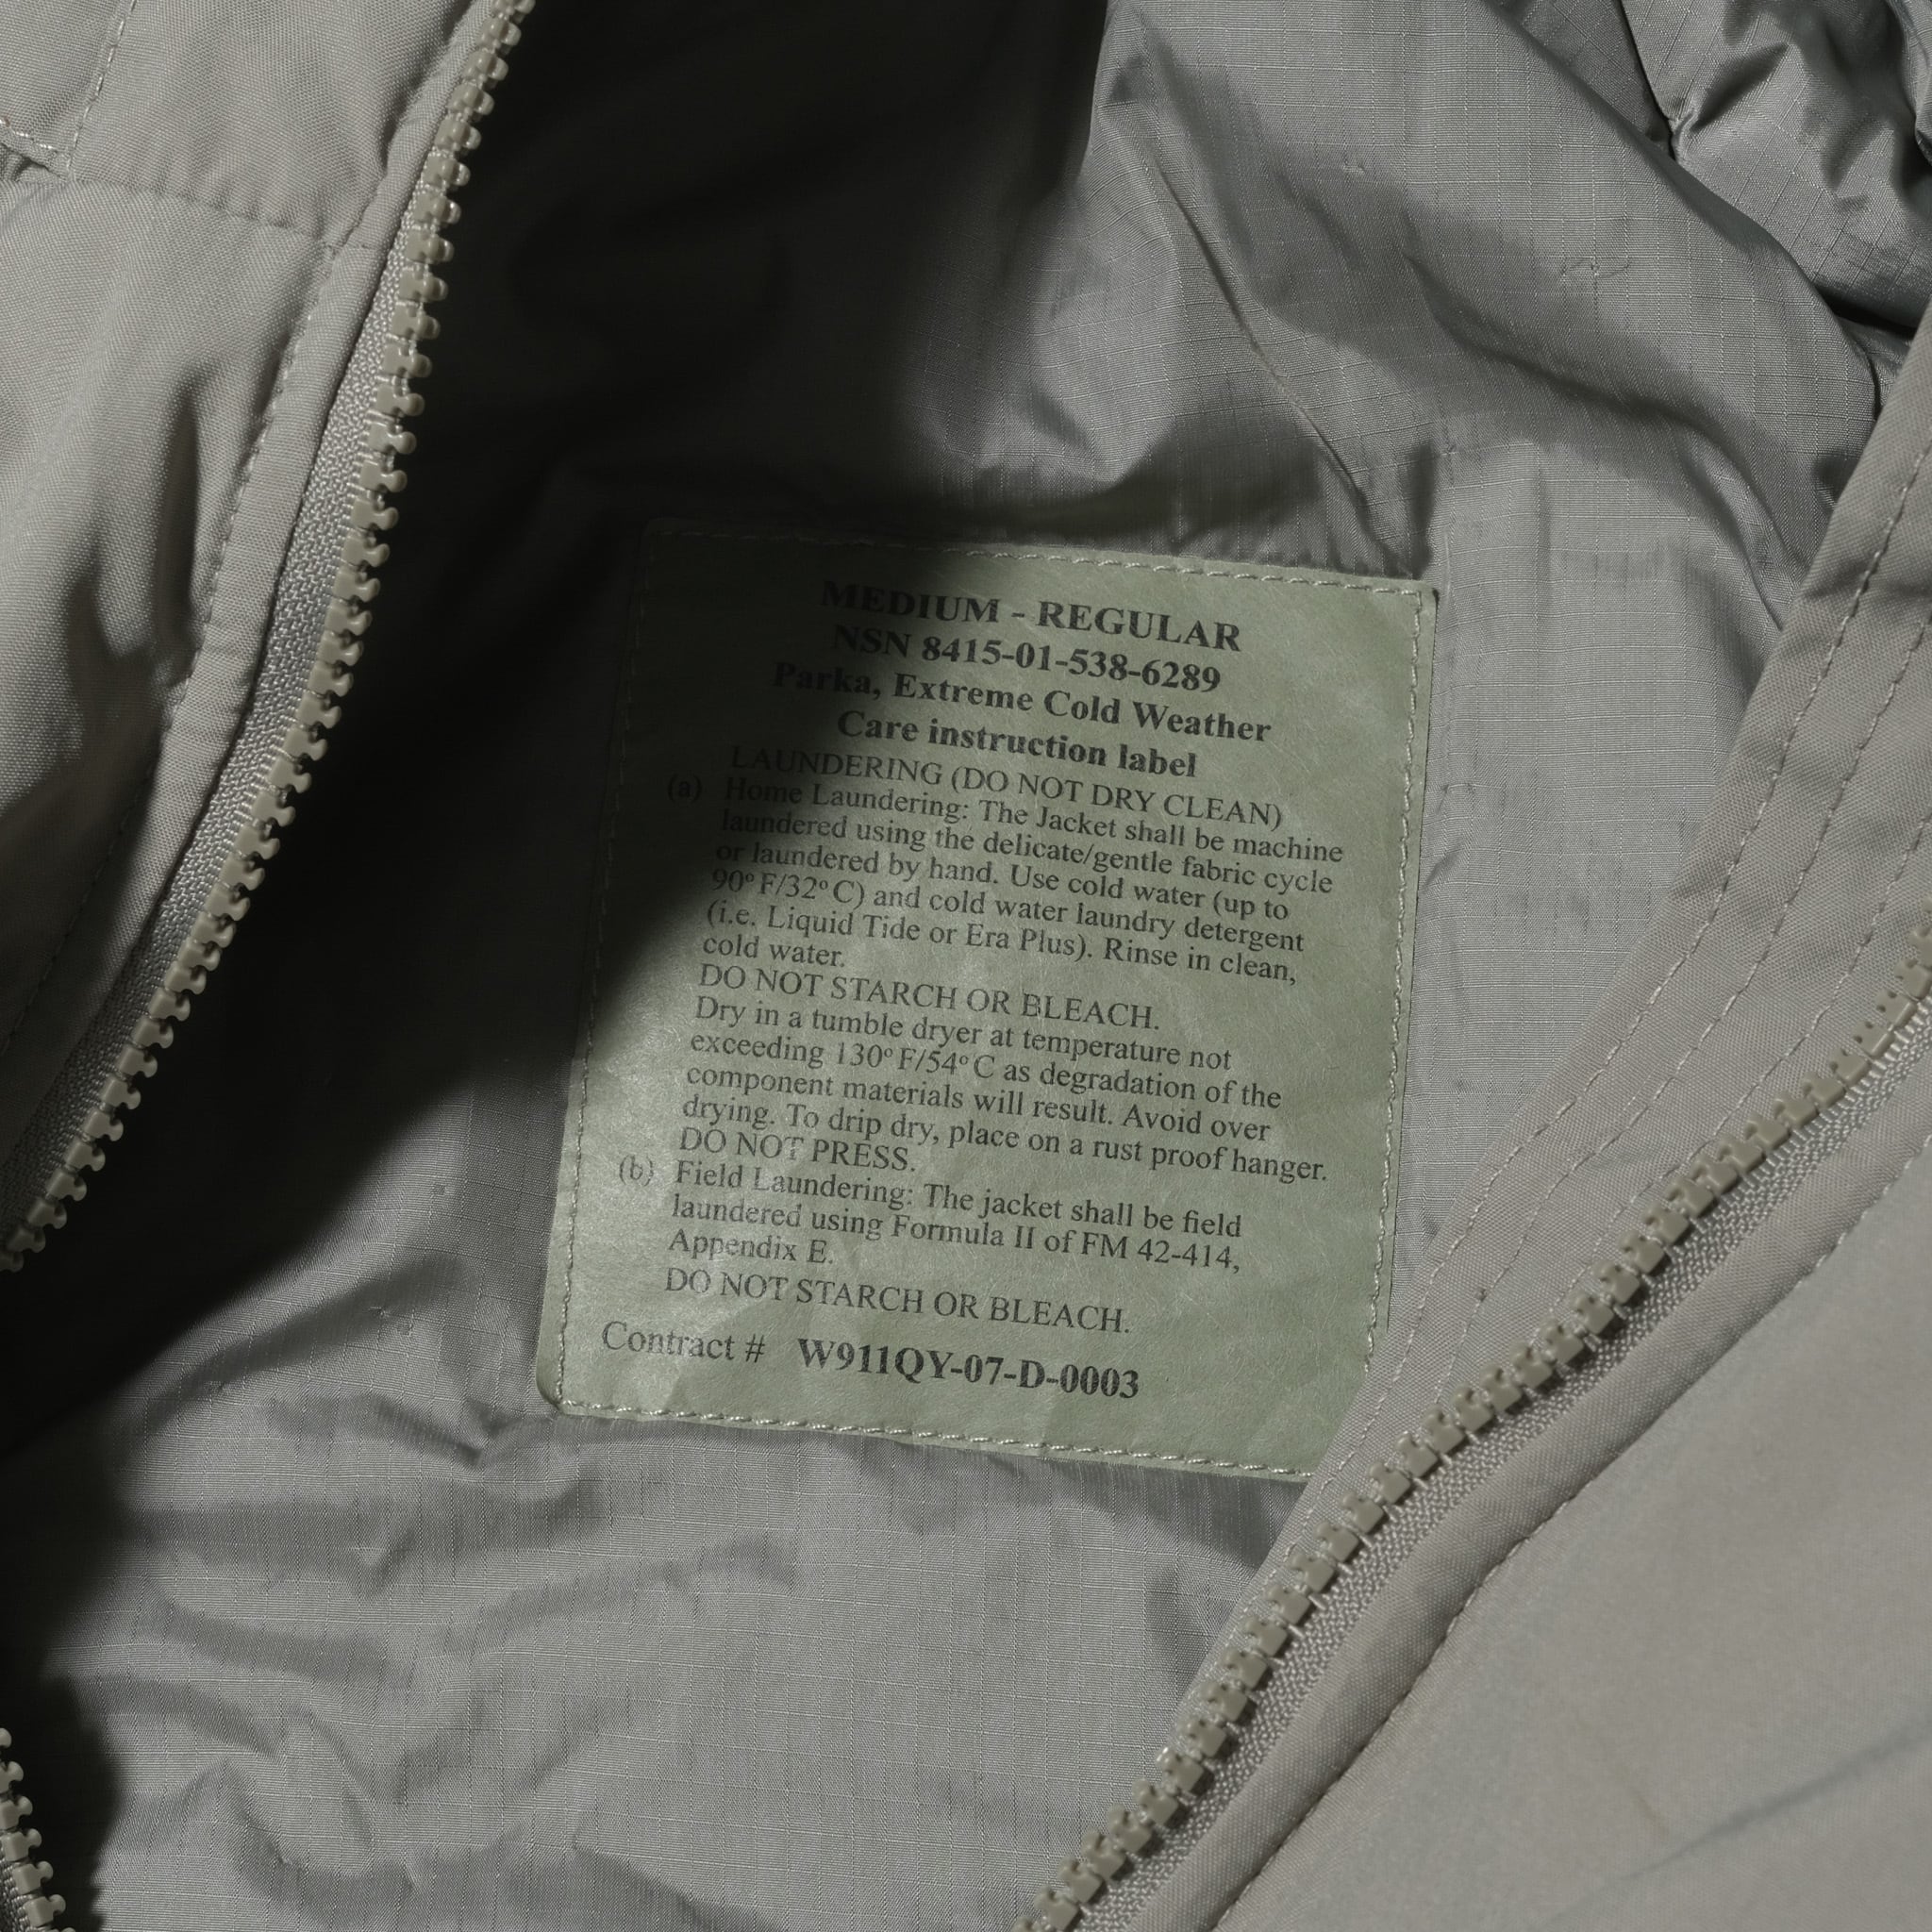 MEDIUM - REGULAR
NSN 8415-01-538-6289
Parka, Extreme Cold Weather
Care instruction label
LAUNDERING (DO NOT DRY CLEAN)
(a) Home Laundering: The Jacket shall be machine
laundered using the delicate/gentle fabric cycle
or laundered by hand. Use cold water (up to
90° F/32° C) and cold water laundry detergent
(i.e. Liquid Tide or Era Plus). Rinse in clean,
cold water.
DO NOT STARCH OR BLEACH.
Dry in a tumble dryer at temperature not
exceeding 130° F/54° C as degradation of the
component materials will result. Avoid over
drying. To drip dry, place on a rust proof hanger.
DO NOT PRESS.
(b) Field Laundering: The jacket shall be field
laundered using Formula II of FM 42-414,
Appendix E.
DO NOT STARCH OR BLEACH.
Contract # W911QY-07-D-0003